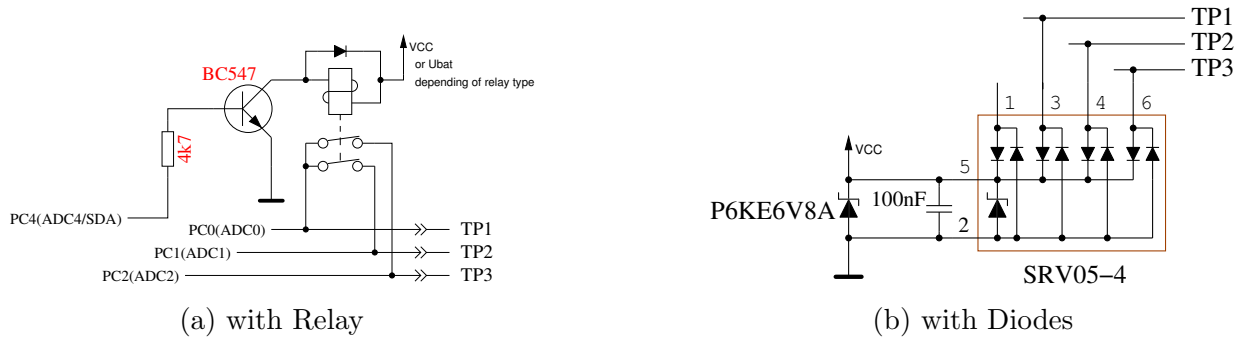 BC547
VCC
or Ubat
depending of relay type
4k7
PC4(ADC4/SDA)
PC0(ADC0)
TP1
PC1(ADC1)
TP2
PC2(ADC2)
TP3
(a) with Relay
TP1
TP2
TP3
1 3 4 6
VCC
5
P6KE6V8A
100nF
2
SRV05−4
(b) with Diodes